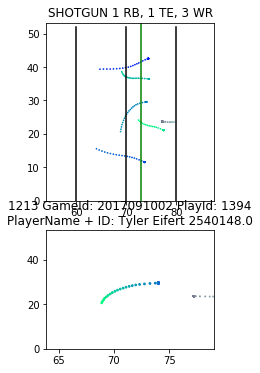 SHOTGUN 1 RB, 1 TE, 3 WR
50
40
30
20
10
0
60 70 80
1213 GameId: 2017091002 PlayId: 1394
PlayerName + ID: Tyler Eifert 2540148.0
40
20
0
65 70 75